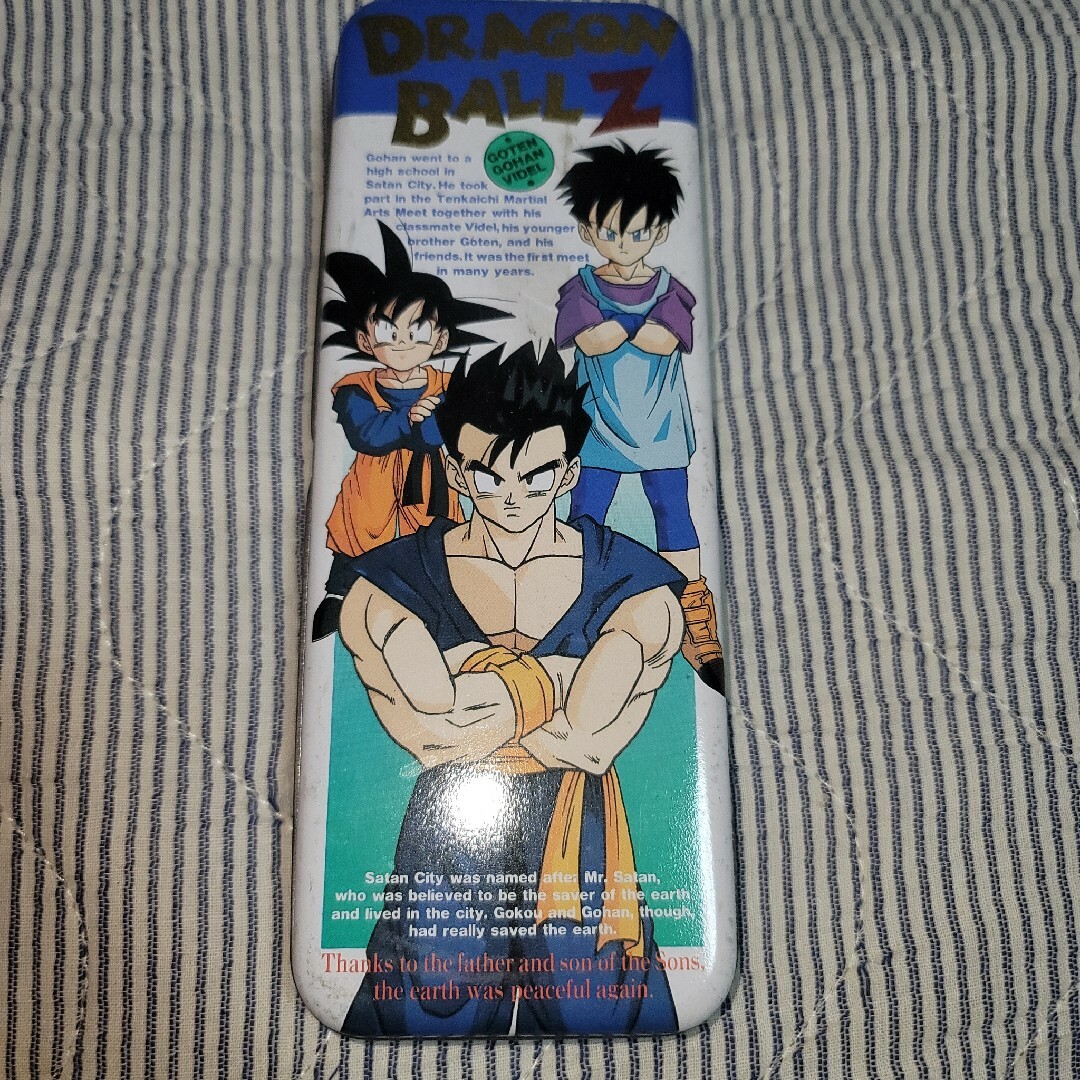 DRAGON
BALL Z
GOTEN
GOHAN
VIDEL
Gohan went to a
high school in
Satan City. He took
part in the Tenkaichi Martial
Arts Meet together with his
classmate Videl, his younger
brother Goten, and his
friends. It was the first meet
in many years.
Satan City was named after Mr. Satan,
who was believed to be the saver of the earth
and lived in the city. Gokou and Gohan, though,
had really saved the earth.
Thanks to the father and son of the Sons,
the earth was peaceful again.